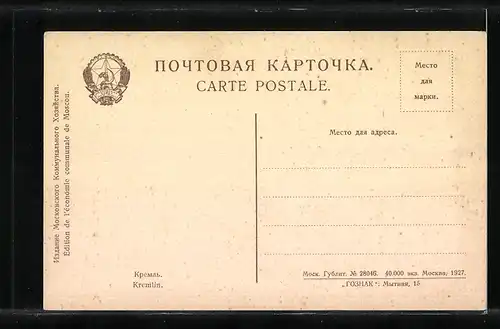 ПОЧТОВАЯ КАРТОЧКА.
CARTE POSTALE.
Место
для
марки.
Издание Московского Коммунального Хозяйства.
Edition de l'économie communale de Moscou.
Место для адреса.
Кремль.
Kremlin.
Моск. Гублит. № 28046. 40.000 экз. Москва, 1927.
„ГОЗНАК“: Мытная, 15